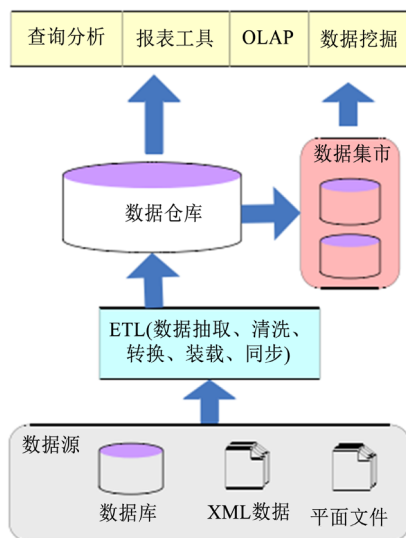 查询分析 报表工具 OLAP 数据挖掘
数据集市
数据仓库
ETL(数据抽取、清洗、
转换、装载、同步)
数据源
数据库 XML数据 平面文件